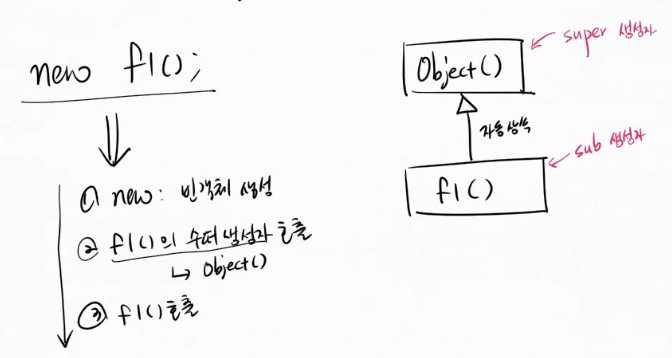 new f1();
① new: 빈객체 생성
② f1()의 수퍼 생성자 호출
↳ Object()
③ f1() 호출
Object()
super 생성자
자동상속
sub 생성자
f1()